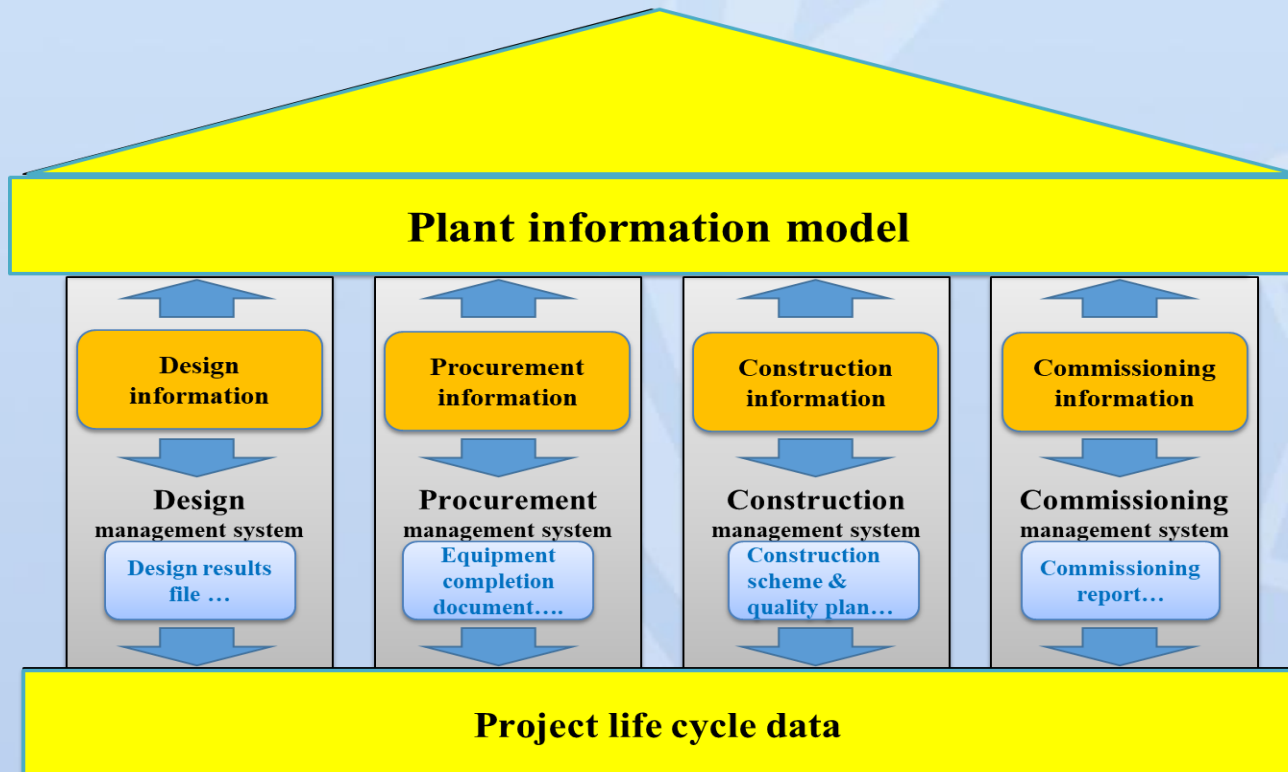 Plant information model
Design
information
Design
management system
Design results
file …
Procurement
information
Procurement
management system
Equipment
completion
document….
Construction
information
Construction
management system
Construction
scheme &
quality plan…
Commissioning
information
Commissioning
management system
Commissioning
report…
Project life cycle data